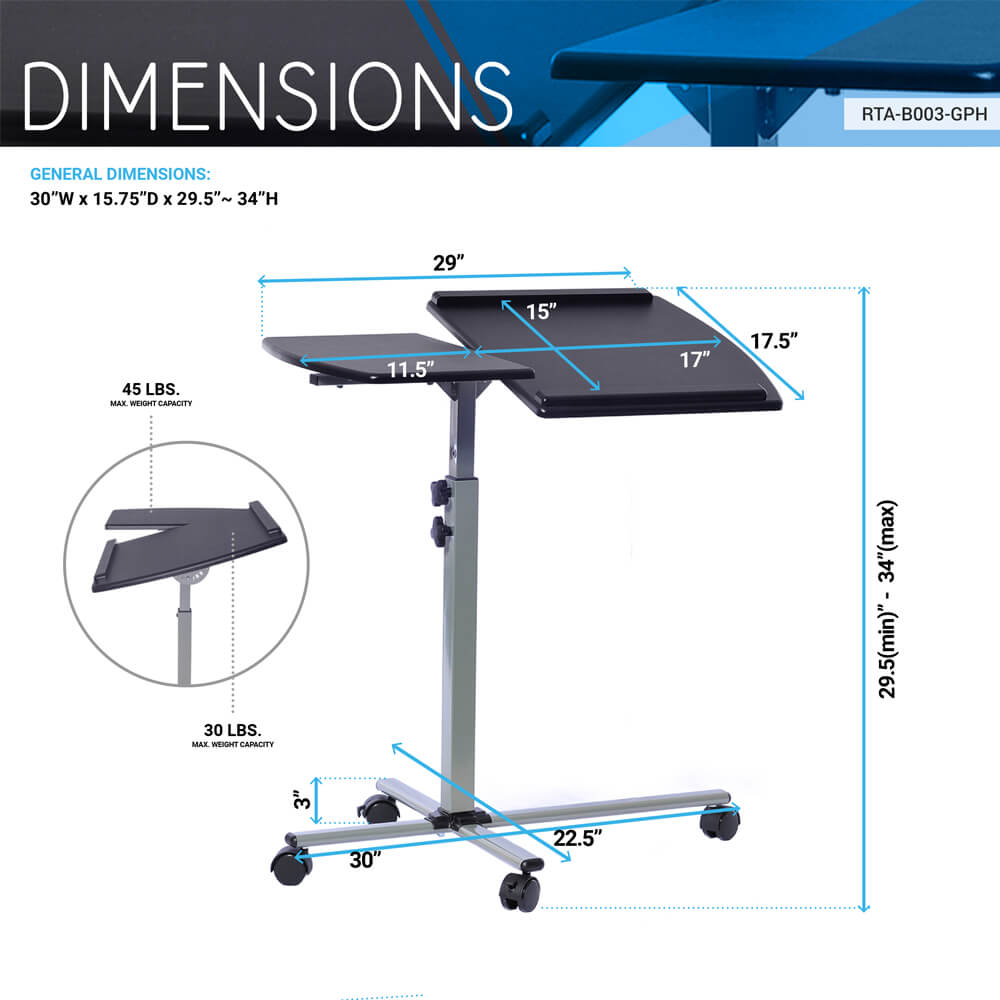 DIMENSIONS
RTA-B003-GPH
GENERAL DIMENSIONS:
30”W x 15.75”D x 29.5”~ 34”H
29”
15”
17.5”
11.5”
17”
45 LBS.
MAX. WEIGHT CAPACITY
29.5(min)” - 34”(max)
30 LBS.
MAX. WEIGHT CAPACITY
3”
22.5”
30”